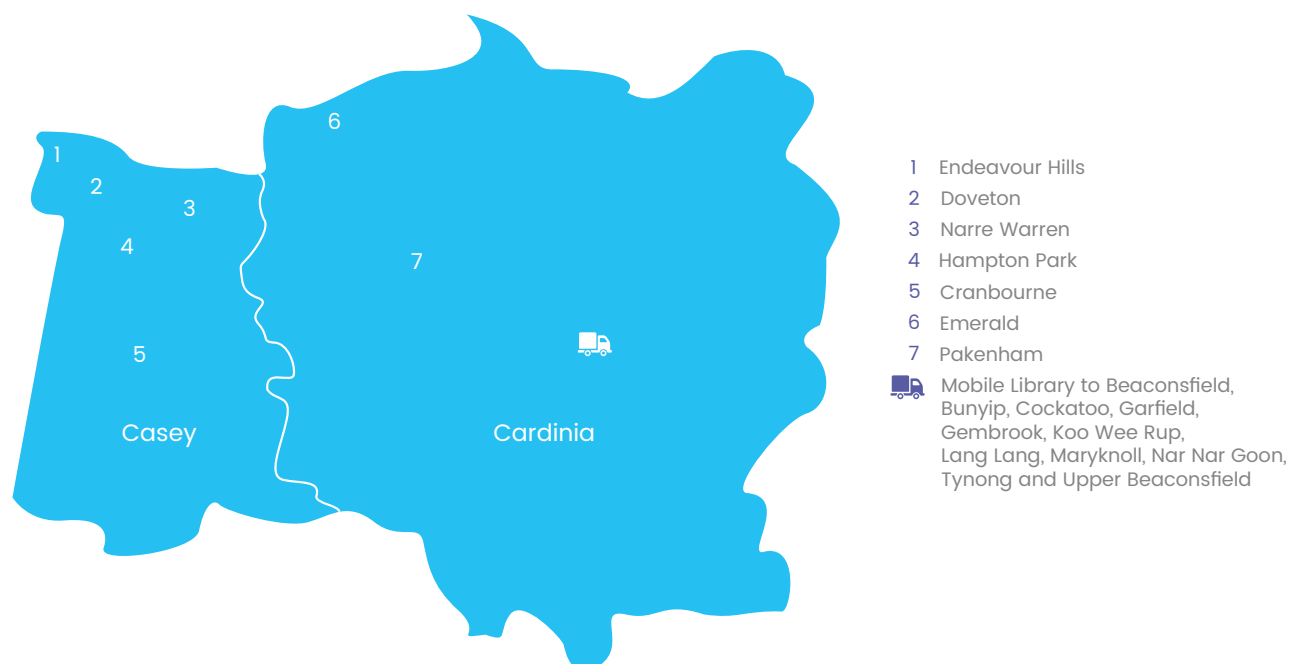 6
1
2
3
4
7
5
Casey
Cardinia
1 Endeavour Hills
2 Doveton
3 Narre Warren
4 Hampton Park
5 Cranbourne
6 Emerald
7 Pakenham
Mobile Library to Beaconsfield,
Bunyip, Cockatoo, Garfield,
Gembrook, Koo Wee Rup,
Lang Lang, Maryknoll, Nar Nar Goon,
Tynong and Upper Beaconsfield